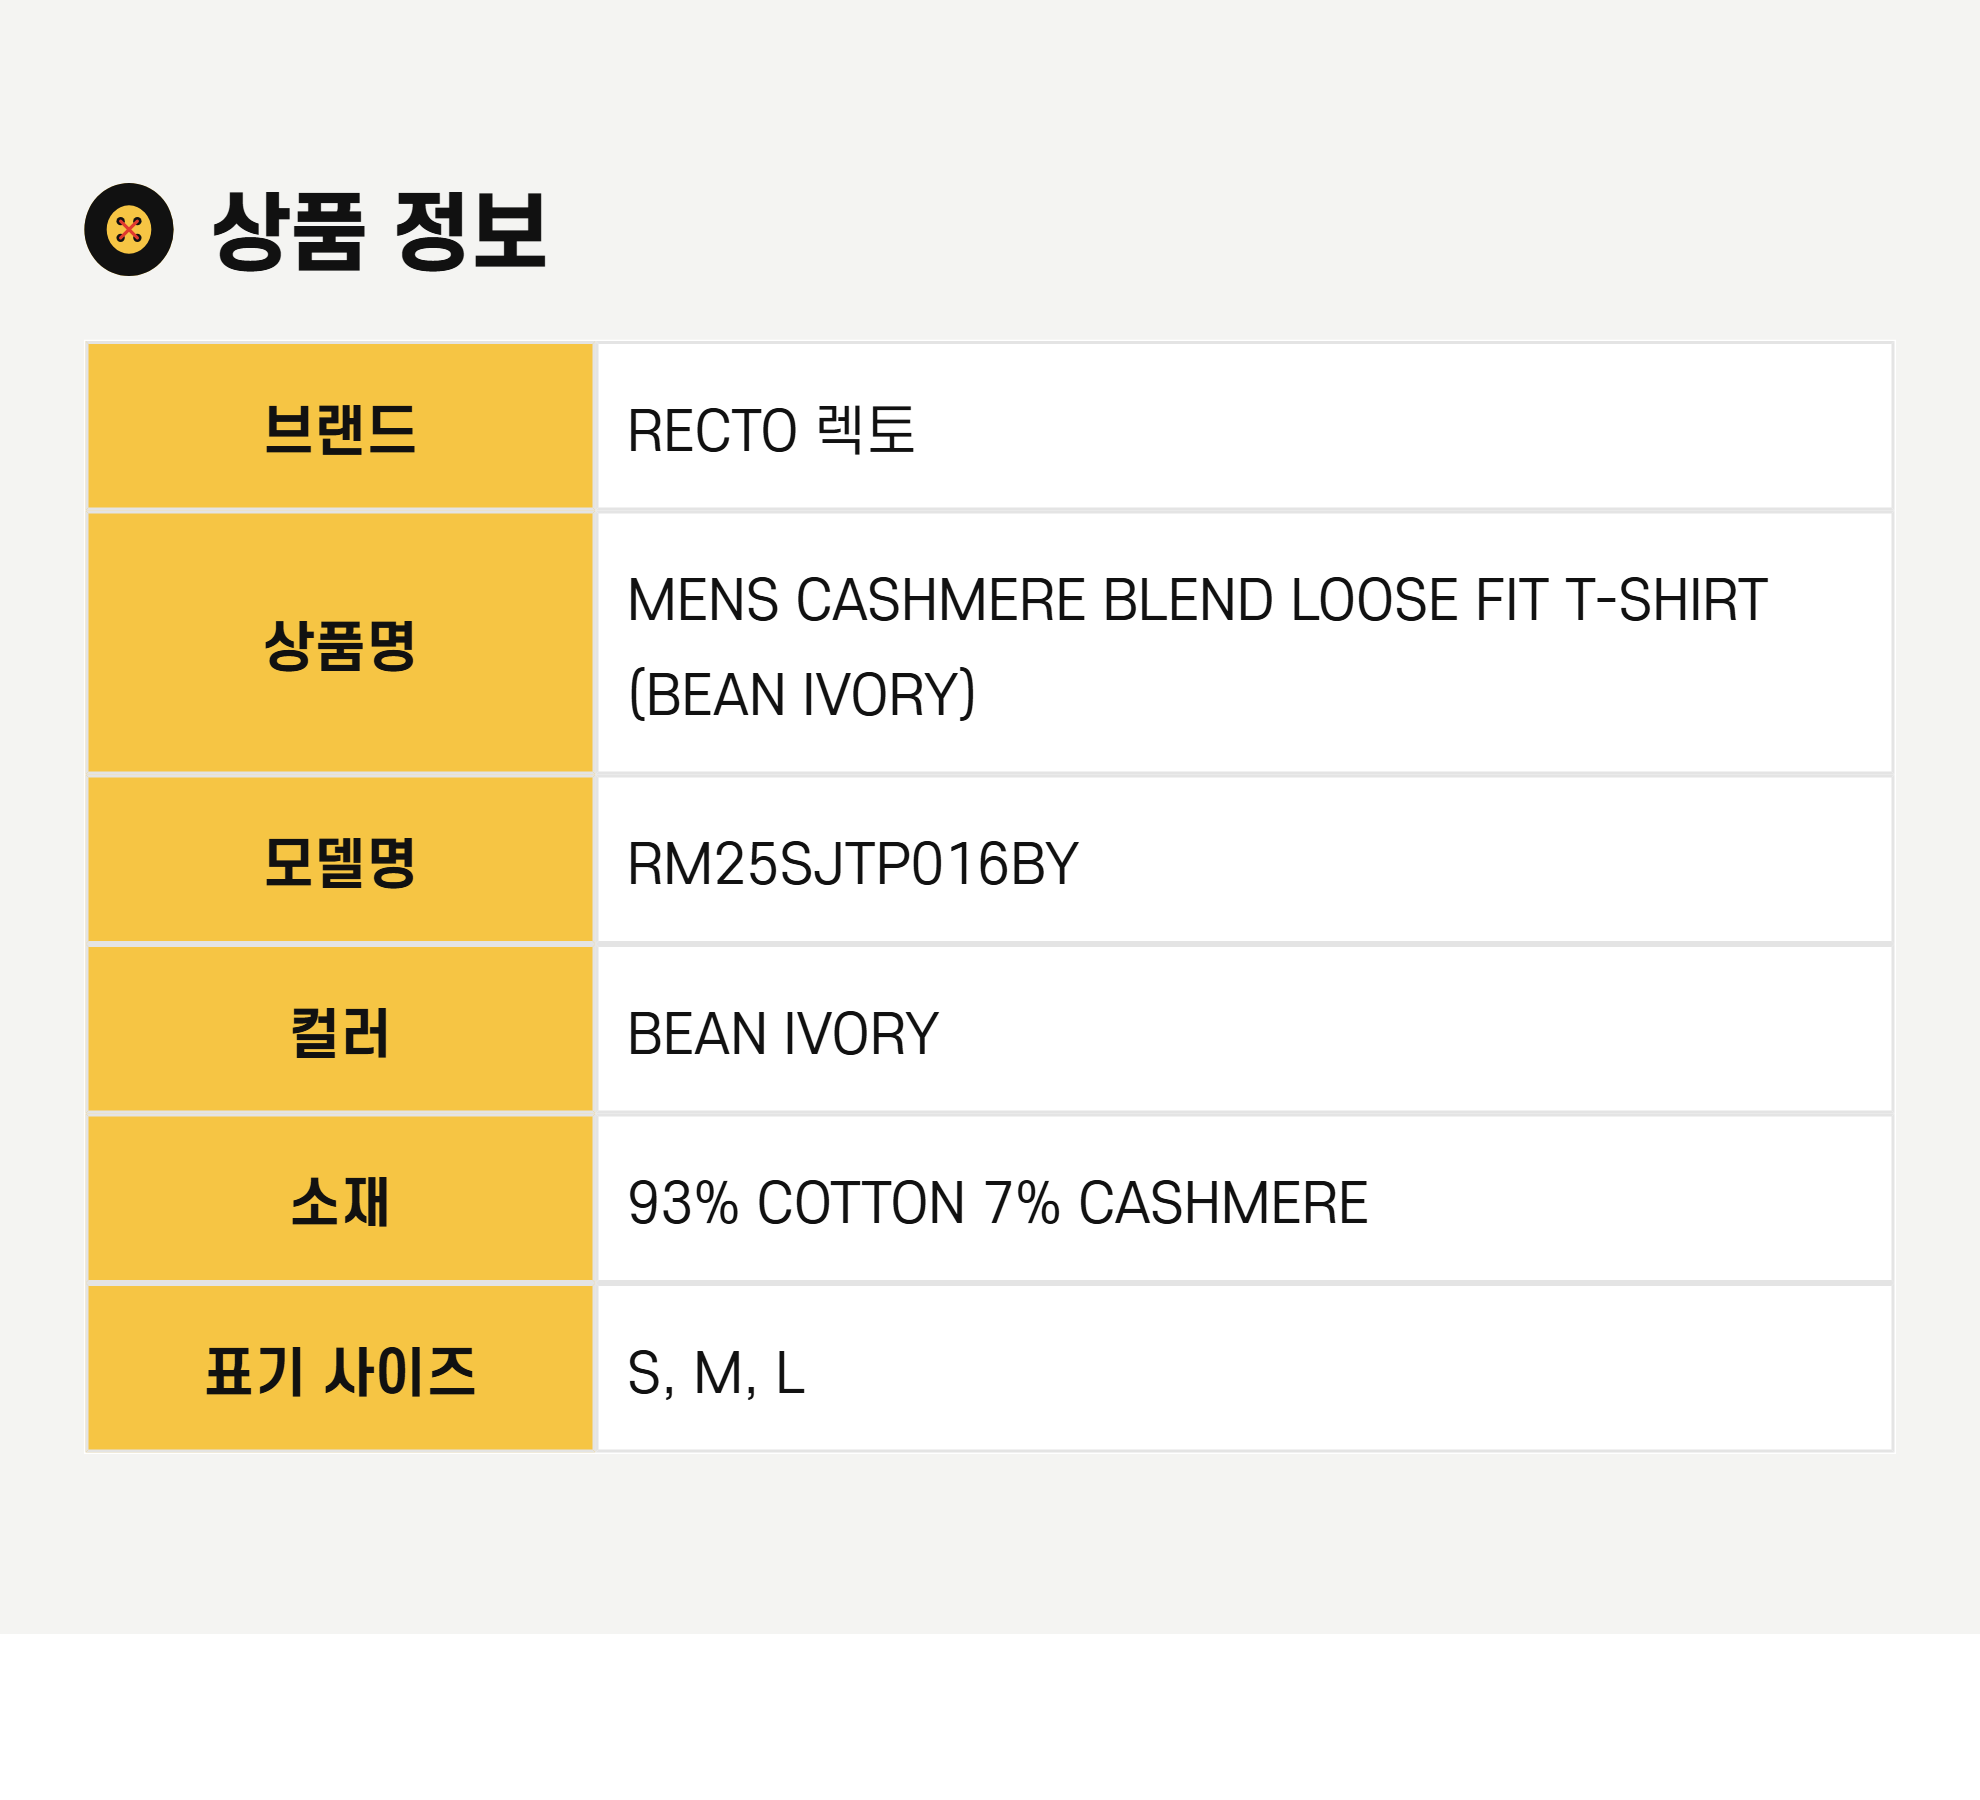 상품 정보
브랜드
RECTO 렉토
상품명
MENS CASHMERE BLEND LOOSE FIT T-SHIRT
(BEAN IVORY)
모델명
RM25SJTP016BY
컬러
BEAN IVORY
소재
93% COTTON 7% CASHMERE
표기 사이즈
S, M, L